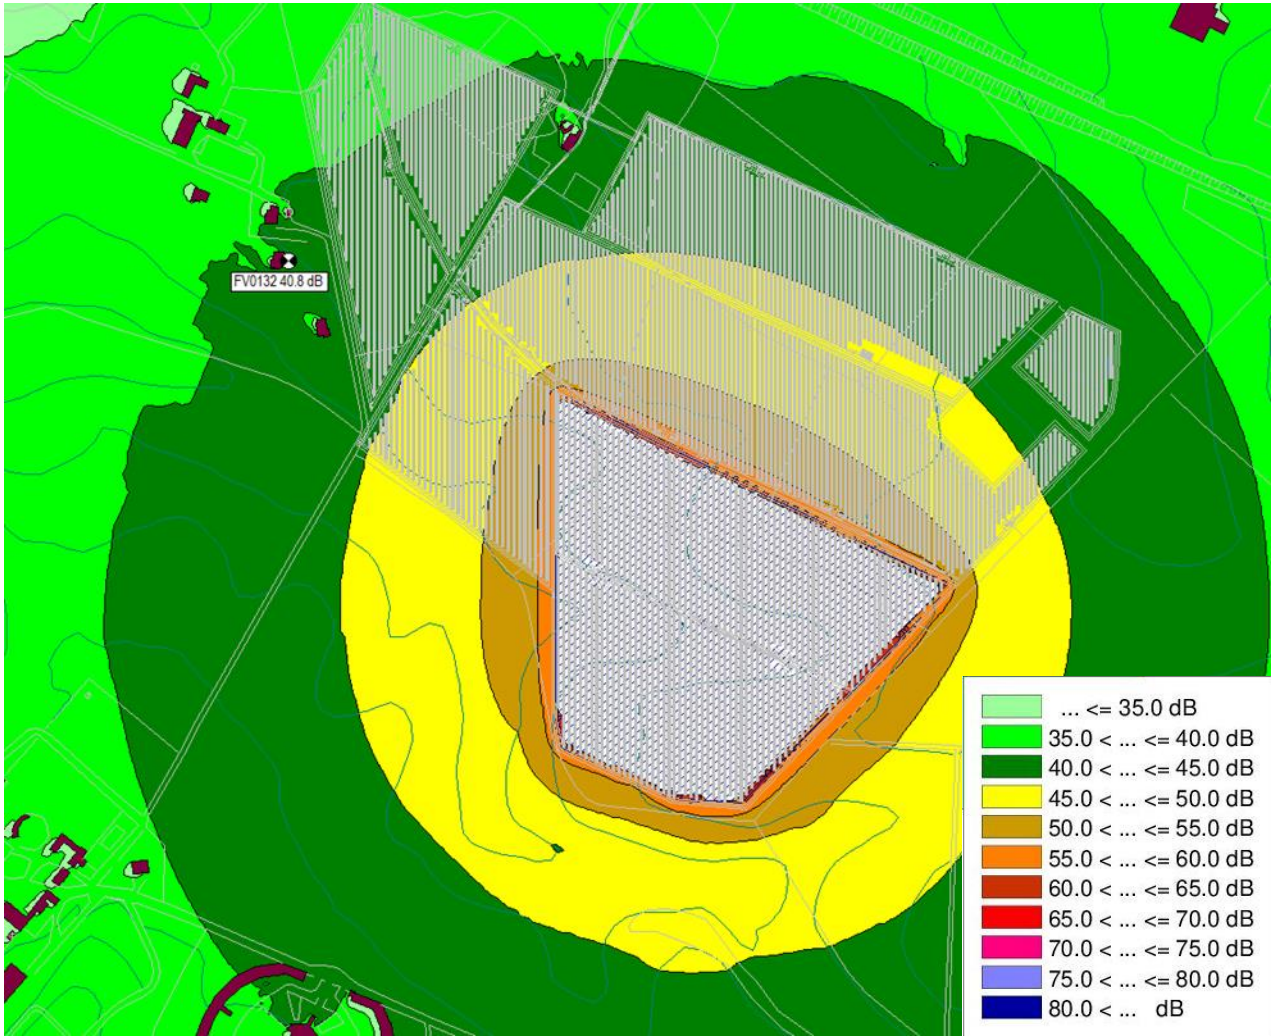 FV0132 40.8 dB
... <= 35.0 dB
35.0 < ... <= 40.0 dB
40.0 < ... <= 45.0 dB
45.0 < ... <= 50.0 dB
50.0 < ... <= 55.0 dB
55.0 < ... <= 60.0 dB
60.0 < ... <= 65.0 dB
65.0 < ... <= 70.0 dB
70.0 < ... <= 75.0 dB
75.0 < ... <= 80.0 dB
80.0 < ... dB